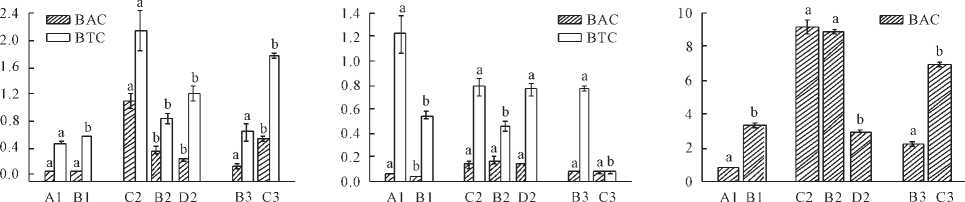 2.4
2.0
1.6
1.2
0.8
0.4
0.0
BAC
BTC
a a a b a a b b b b a a b b
A1 B1 C2 B2 D2 B3 C3
1.4
1.2
1.0
0.8
0.6
0.4
0.2
0.0
BAC
BTC
a a b b a a a b a a a a a b
A1 B1 C2 B2 D2 B3 C3
10
8
6
4
2
0
BAC
a b a a b a b
A1 B1 C2 B2 D2 B3 C3